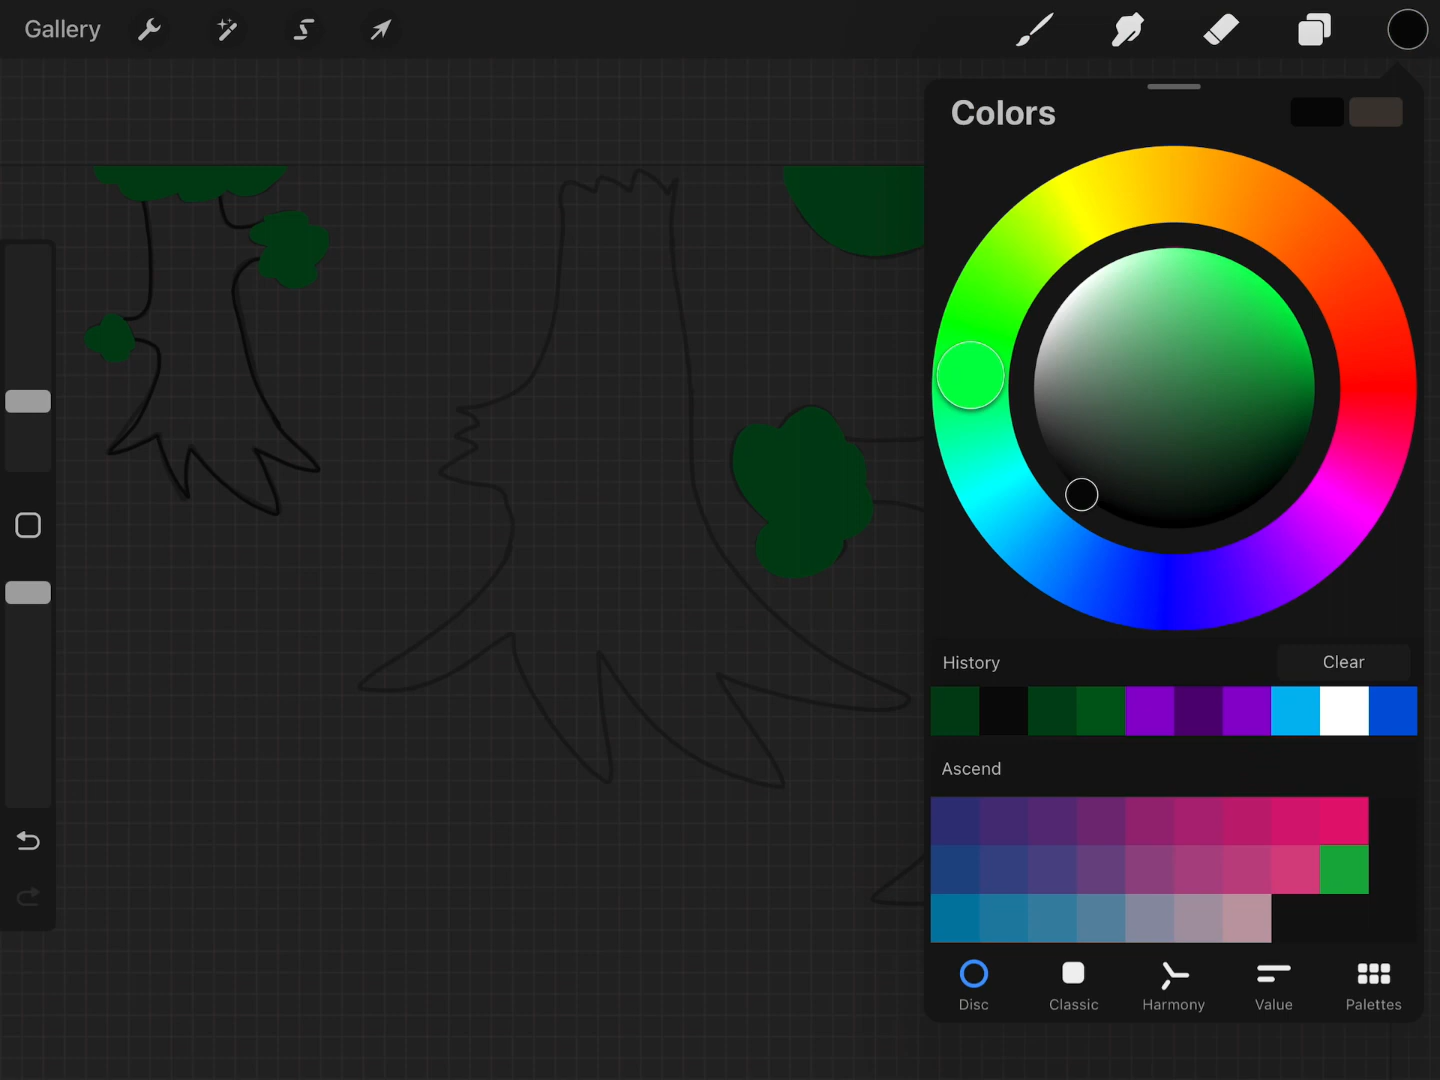 Gallery
Colors
History
Clear
Ascend
Disc
Classic
Harmony
Value
Palettes